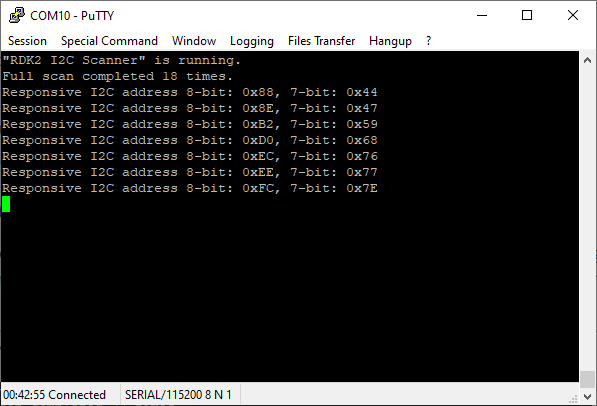 COM10 - PuTTY
Session Special Command Window Logging Files Transfer Hangup ?
"RDK2 I2C Scanner" is running.
Full scan completed 18 times.
Responsive I2C address 8-bit: 0x88, 7-bit: 0x44
Responsive I2C address 8-bit: 0x8E, 7-bit: 0x47
Responsive I2C address 8-bit: 0xB2, 7-bit: 0x59
Responsive I2C address 8-bit: 0xD0, 7-bit: 0x68
Responsive I2C address 8-bit: 0xEC, 7-bit: 0x76
Responsive I2C address 8-bit: 0xEE, 7-bit: 0x77
Responsive I2C address 8-bit: 0xFC, 7-bit: 0x7E
00:42:55 Connected SERIAL/115200 8 N 1